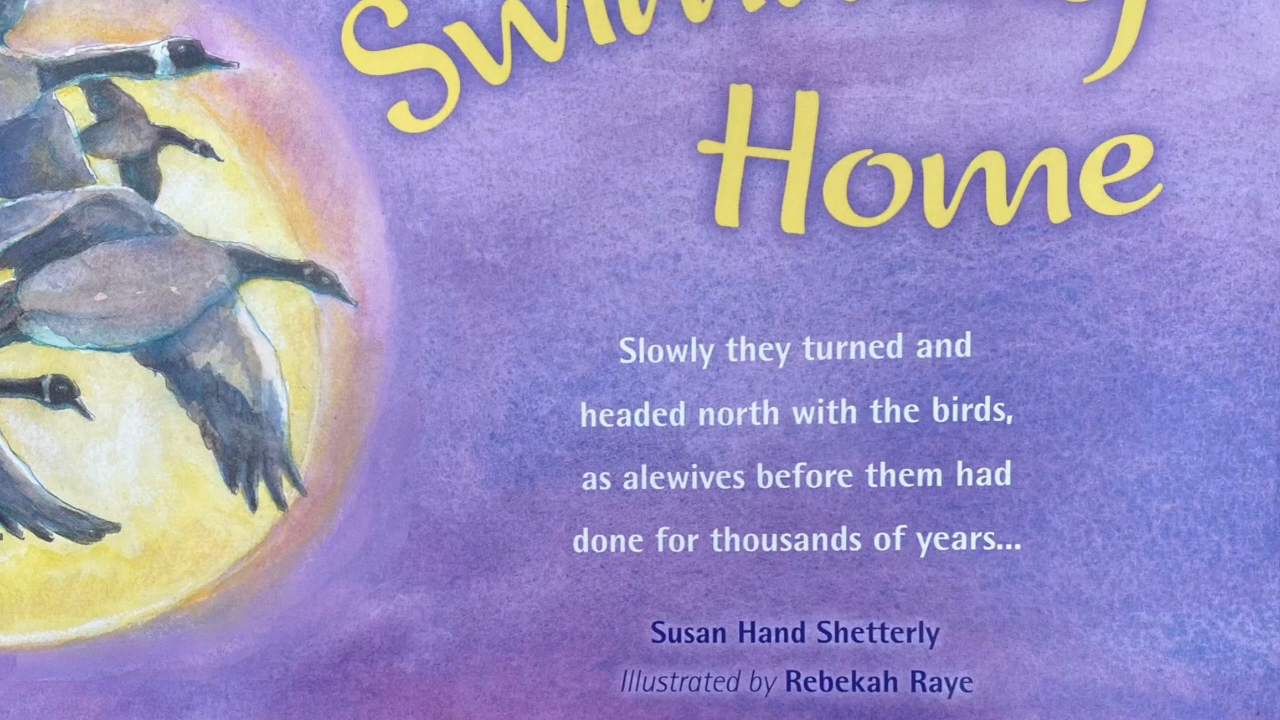 Swimming
Home
Slowly they turned and
headed north with the birds,
as alewives before them had
done for thousands of years...
Susan Hand Shetterly
Illustrated by Rebekah Raye